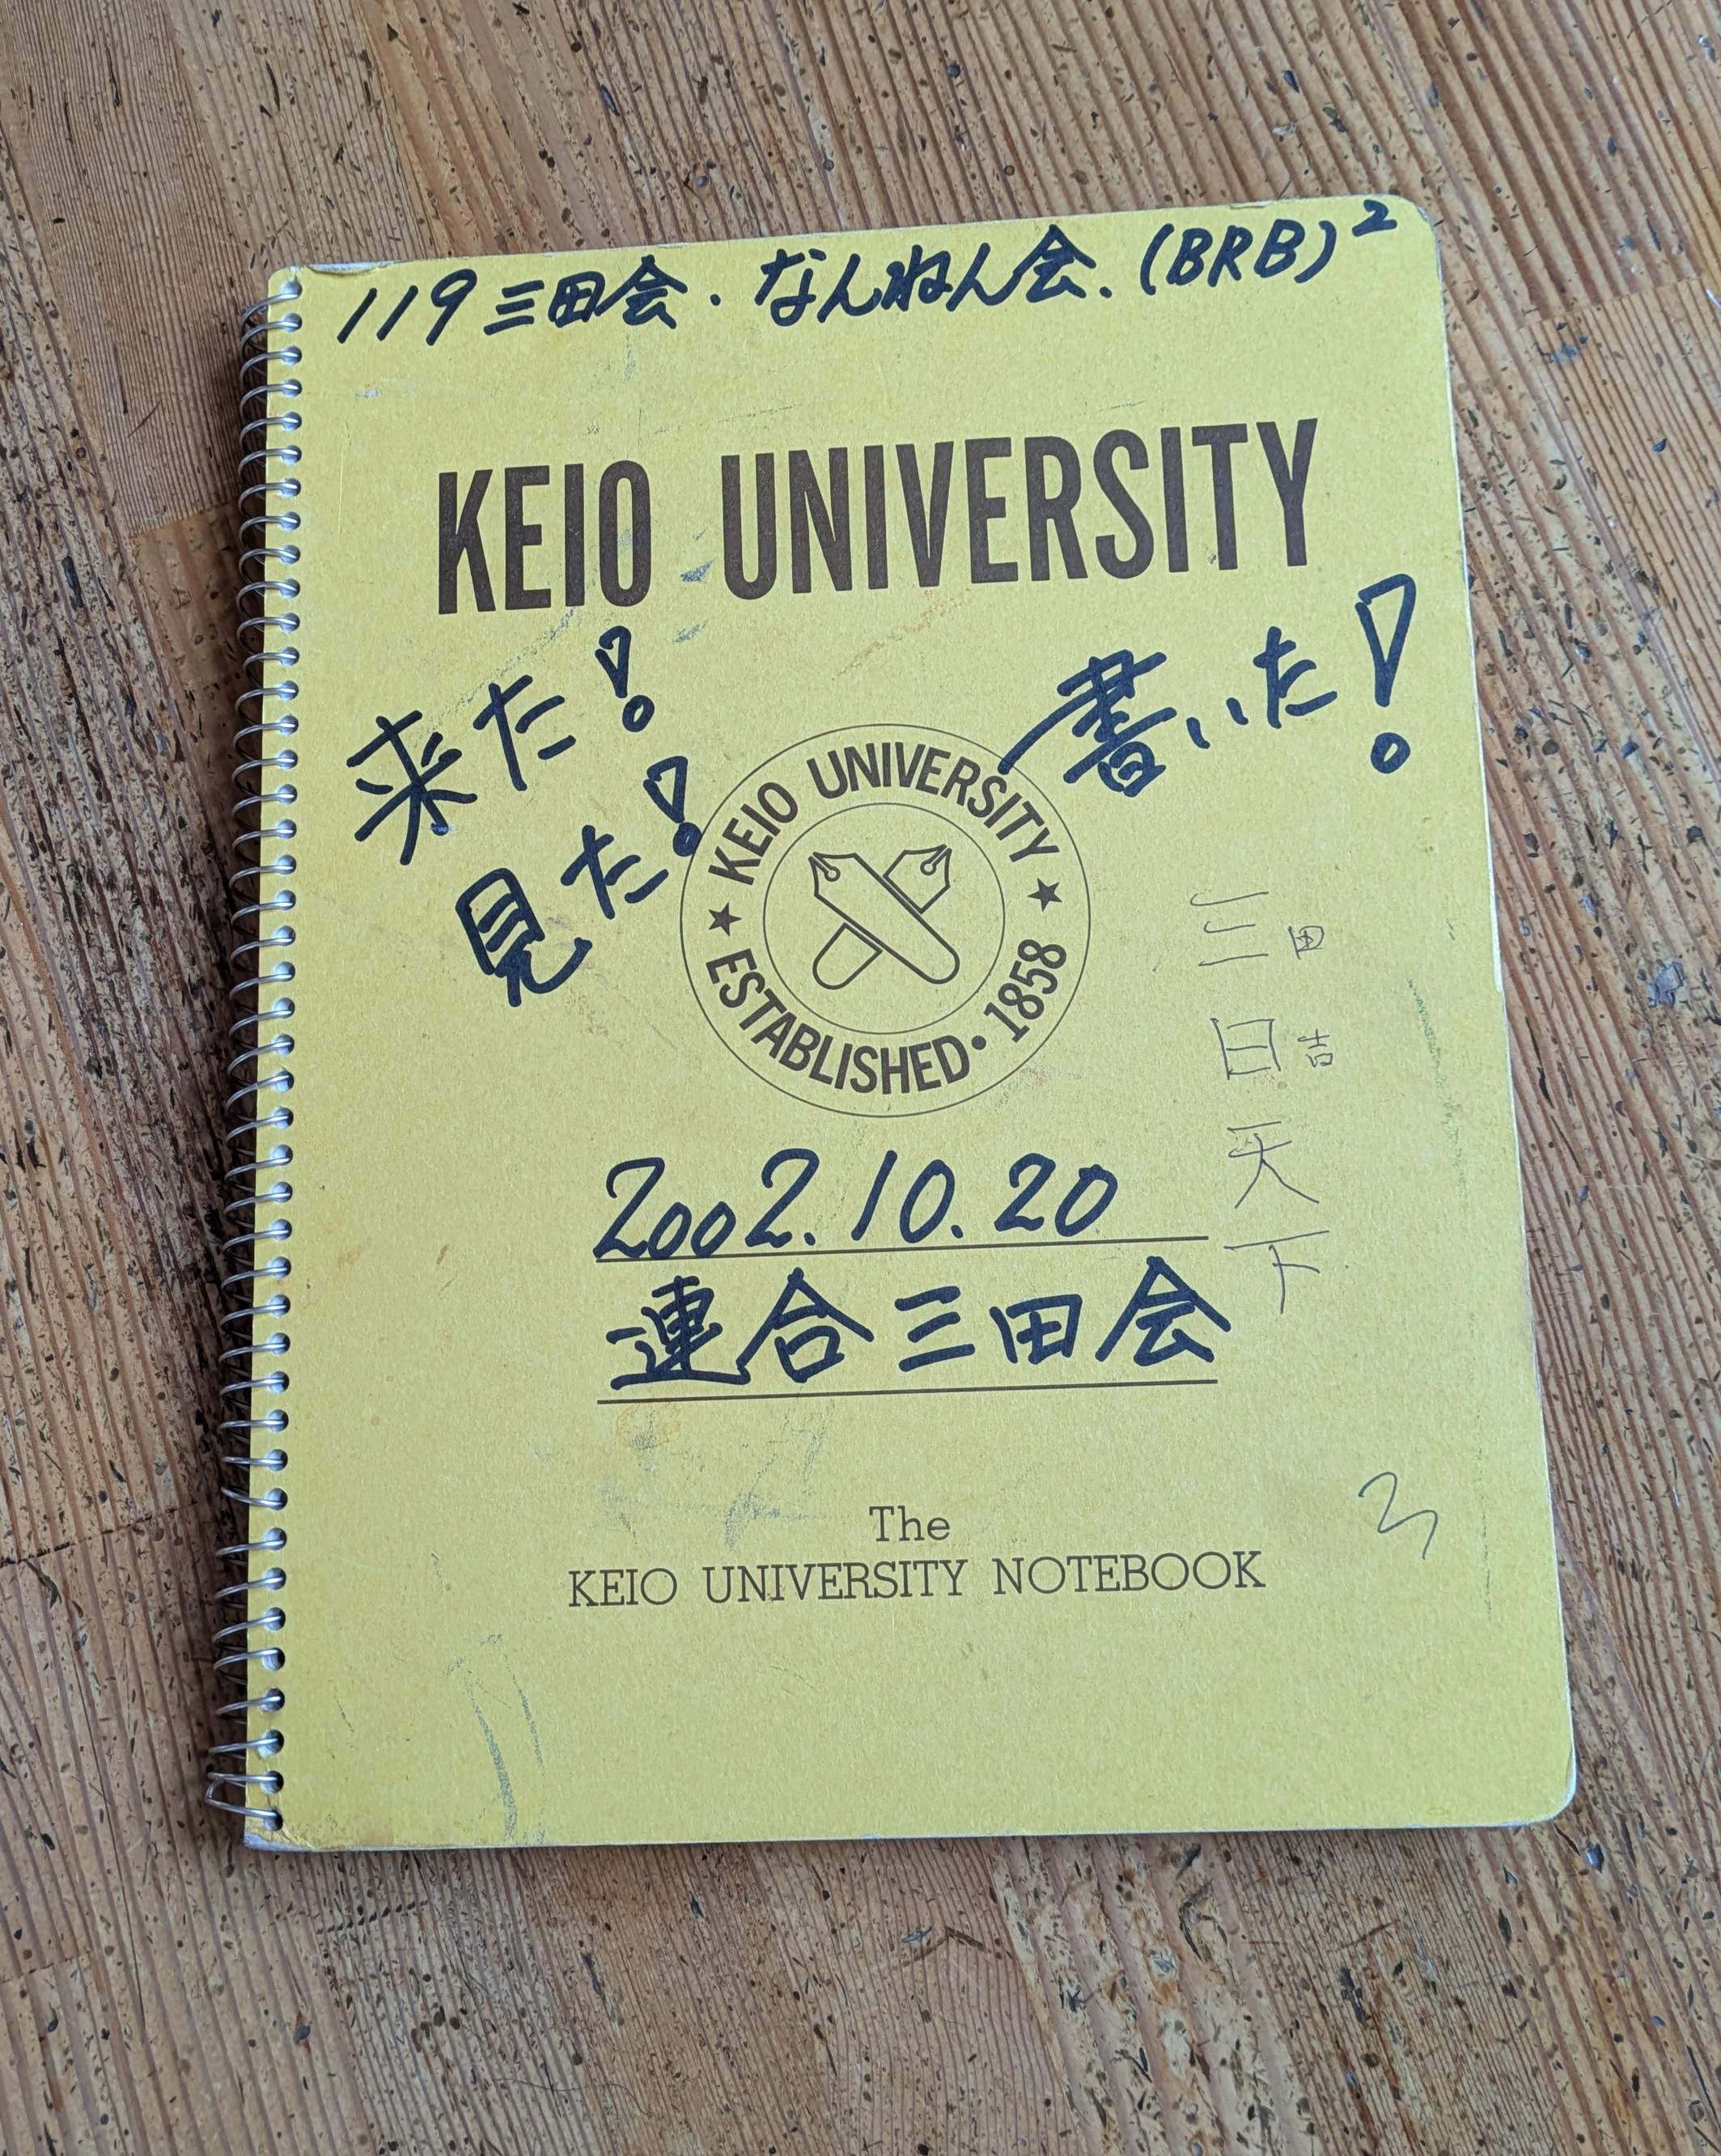 119三田会.なんねん会.(BRB)²
KEIO UNIVERSITY
来た!
見た!
書いた!
★ KEIO UNIVERSITY ★
ESTABLISHED・1858
三田
日吉
天
下
2002.10.20
連合三田会
The
KEIO UNIVERSITY NOTEBOOK